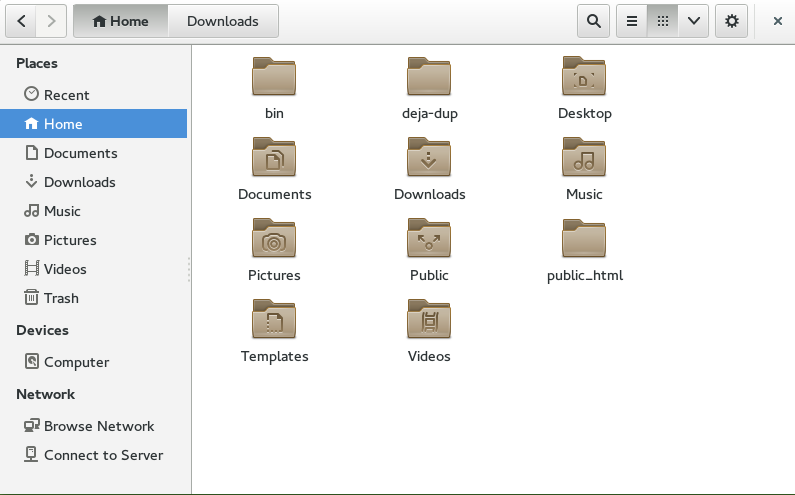 Home Downloads
Places
Recent
Home
Documents
Downloads
Music
Pictures
Videos
Trash
Devices
Computer
Network
Browse Network
Connect to Server
bin deja-dup Desktop
Documents Downloads Music
Pictures Public public_html
Templates Videos